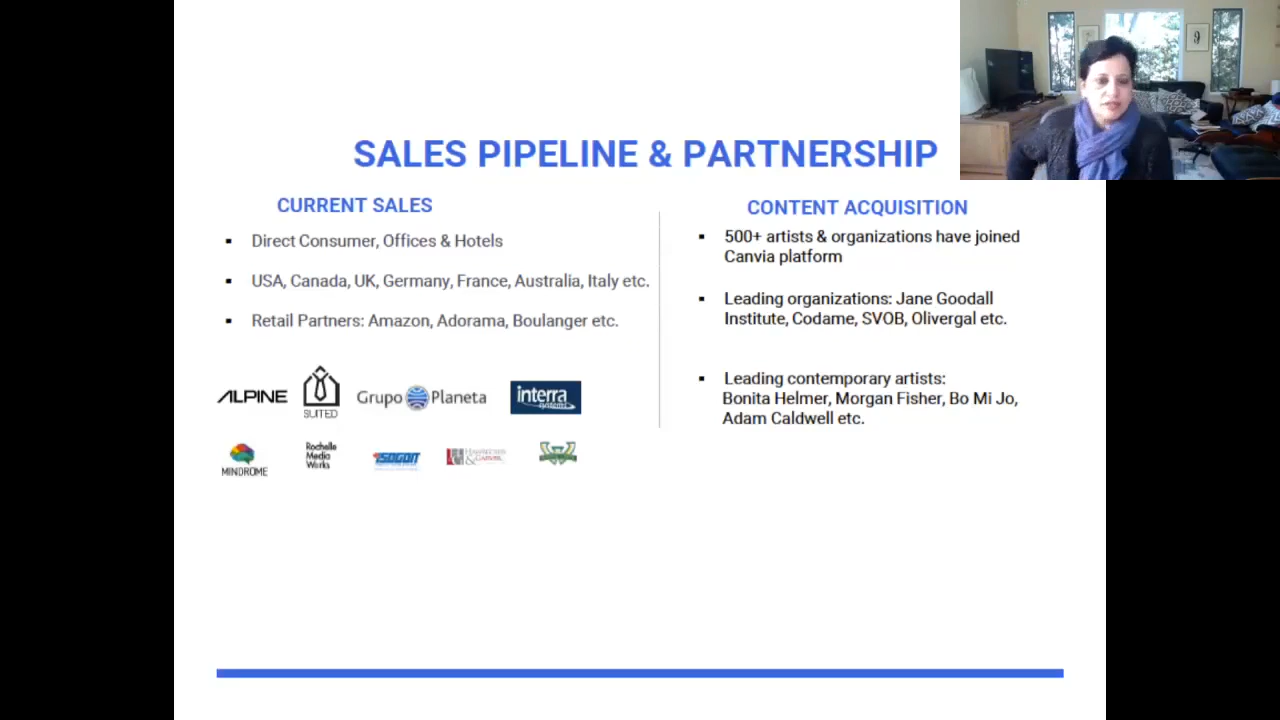 SALES PIPELINE & PARTNERSHIP
CURRENT SALES
▪ Direct Consumer, Offices & Hotels
▪ USA, Canada, UK, Germany, France, Australia, Italy etc.
▪ Retail Partners: Amazon, Adorama, Boulanger etc.
ALPINE
SUITED
Grupo Planeta
interra
systems
MINDROME
Rochelle
Media
Works
ISOGON
CONTENT ACQUISITION
▪ 500+ artists & organizations have joined
Canvia platform
▪ Leading organizations: Jane Goodall
Institute, Codame, SVOB, Olivergal etc.
▪ Leading contemporary artists:
Bonita Helmer, Morgan Fisher, Bo Mi Jo,
Adam Caldwell etc.